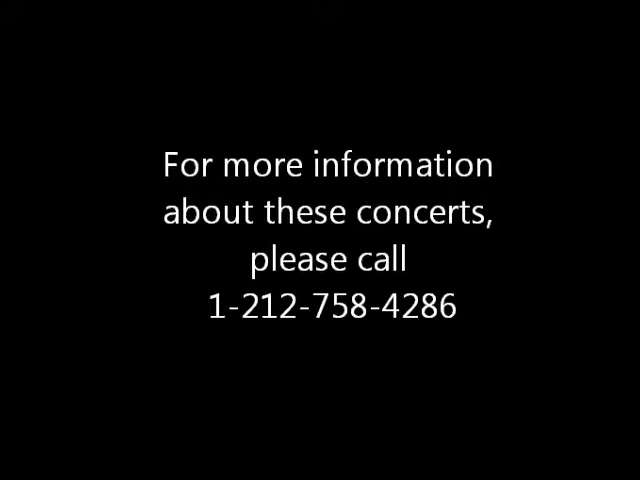 For more information
about these concerts,
please call
1-212-758-4286